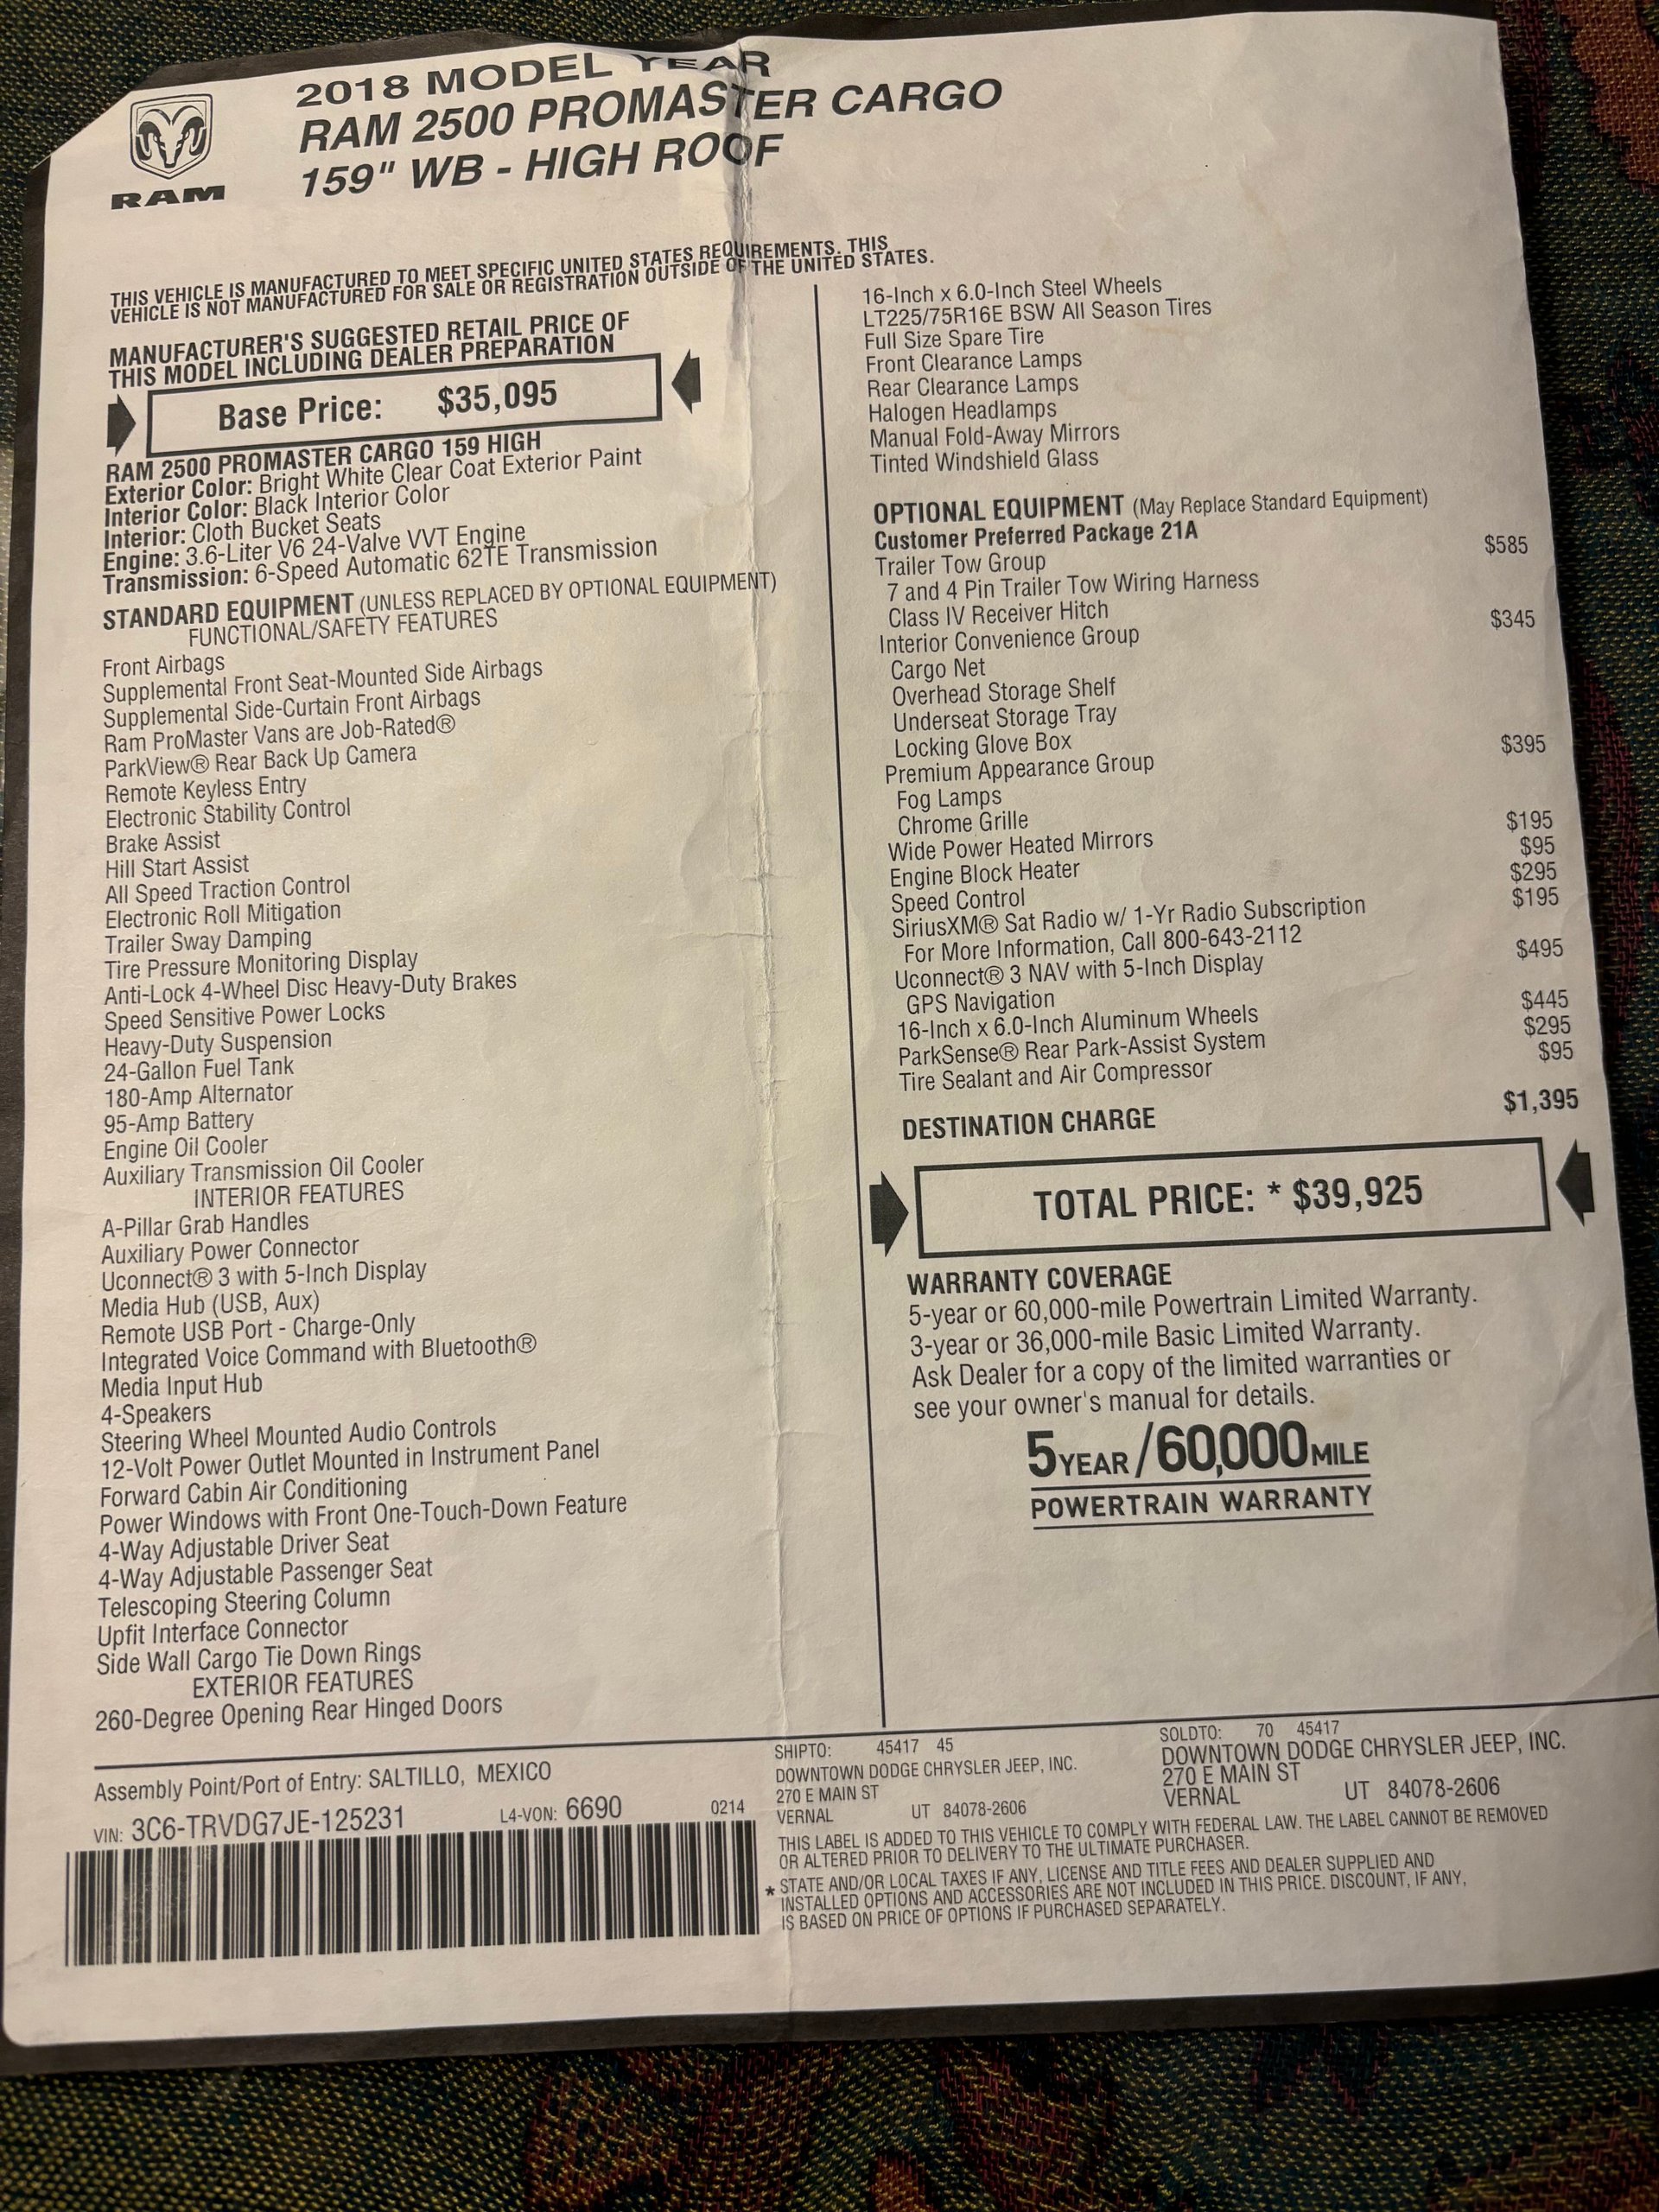 RAM
2018 MODEL YEAR
RAM 2500 PROMASTER CARGO
159" WB - HIGH ROOF
THIS VEHICLE IS MANUFACTURED TO MEET SPECIFIC UNITED STATES REQUIREMENTS. THIS
VEHICLE IS NOT MANUFACTURED FOR SALE OR REGISTRATION OUTSIDE OF THE UNITED STATES.
MANUFACTURER'S SUGGESTED RETAIL PRICE OF
THIS MODEL INCLUDING DEALER PREPARATION
Base Price: $35,095
RAM 2500 PROMASTER CARGO 159 HIGH
Exterior Color: Bright White Clear Coat Exterior Paint
Interior Color: Black Interior Color
Interior: Cloth Bucket Seats
Engine: 3.6-Liter V6 24-Valve VVT Engine
Transmission: 6-Speed Automatic 62TE Transmission
STANDARD EQUIPMENT (UNLESS REPLACED BY OPTIONAL EQUIPMENT)
FUNCTIONAL/SAFETY FEATURES
Front Airbags
Supplemental Front Seat-Mounted Side Airbags
Supplemental Side-Curtain Front Airbags
Ram ProMaster Vans are Job-Rated®
ParkView® Rear Back Up Camera
Remote Keyless Entry
Electronic Stability Control
Brake Assist
Hill Start Assist
All Speed Traction Control
Electronic Roll Mitigation
Trailer Sway Damping
Tire Pressure Monitoring Display
Anti-Lock 4-Wheel Disc Heavy-Duty Brakes
Speed Sensitive Power Locks
Heavy-Duty Suspension
24-Gallon Fuel Tank
180-Amp Alternator
95-Amp Battery
Engine Oil Cooler
Auxiliary Transmission Oil Cooler
INTERIOR FEATURES
A-Pillar Grab Handles
Auxiliary Power Connector
Uconnect® 3 with 5-Inch Display
Media Hub (USB, Aux)
Remote USB Port - Charge-Only
Integrated Voice Command with Bluetooth®
Media Input Hub
4-Speakers
Steering Wheel Mounted Audio Controls
12-Volt Power Outlet Mounted in Instrument Panel
Forward Cabin Air Conditioning
Power Windows with Front One-Touch-Down Feature
4-Way Adjustable Driver Seat
4-Way Adjustable Passenger Seat
Telescoping Steering Column
Upfit Interface Connector
Side Wall Cargo Tie Down Rings
EXTERIOR FEATURES
260-Degree Opening Rear Hinged Doors
16-Inch x 6.0-Inch Steel Wheels
LT225/75R16E BSW All Season Tires
Full Size Spare Tire
Front Clearance Lamps
Rear Clearance Lamps
Halogen Headlamps
Manual Fold-Away Mirrors
Tinted Windshield Glass
OPTIONAL EQUIPMENT (May Replace Standard Equipment)
Customer Preferred Package 21A
Trailer Tow Group $585
7 and 4 Pin Trailer Tow Wiring Harness
Class IV Receiver Hitch
Interior Convenience Group $345
Cargo Net
Overhead Storage Shelf
Underseat Storage Tray
Locking Glove Box
Premium Appearance Group $395
Fog Lamps
Chrome Grille
Wide Power Heated Mirrors $195
Engine Block Heater $95
Speed Control $295
SiriusXM® Sat Radio w/ 1-Yr Radio Subscription $195
For More Information, Call 800-643-2112
Uconnect® 3 NAV with 5-Inch Display $495
GPS Navigation
16-Inch x 6.0-Inch Aluminum Wheels $445
ParkSense® Rear Park-Assist System $295
Tire Sealant and Air Compressor $95
DESTINATION CHARGE $1,395
TOTAL PRICE: * $39,925
WARRANTY COVERAGE
5-year or 60,000-mile Powertrain Limited Warranty.
3-year or 36,000-mile Basic Limited Warranty.
Ask Dealer for a copy of the limited warranties or
see your owner's manual for details.
5YEAR/60,000MILE
POWERTRAIN WARRANTY
Assembly Point/Port of Entry: SALTILLO, MEXICO
VIN: 3C6-TRVDG7JE-125231 L4-VON: 6690 0214
SHIPTO: 45417 45
DOWNTOWN DODGE CHRYSLER JEEP, INC.
270 E MAIN ST
VERNAL UT 84078-2606
SOLDTO: 70 45417
DOWNTOWN DODGE CHRYSLER JEEP, INC.
270 E MAIN ST
VERNAL UT 84078-2606
THIS LABEL IS ADDED TO THIS VEHICLE TO COMPLY WITH FEDERAL LAW. THE LABEL CANNOT BE REMOVED
OR ALTERED PRIOR TO DELIVERY TO THE ULTIMATE PURCHASER.
* STATE AND/OR LOCAL TAXES IF ANY, LICENSE AND TITLE FEES AND DEALER SUPPLIED AND
INSTALLED OPTIONS AND ACCESSORIES ARE NOT INCLUDED IN THIS PRICE. DISCOUNT, IF ANY,
IS BASED ON PRICE OF OPTIONS IF PURCHASED SEPARATELY.